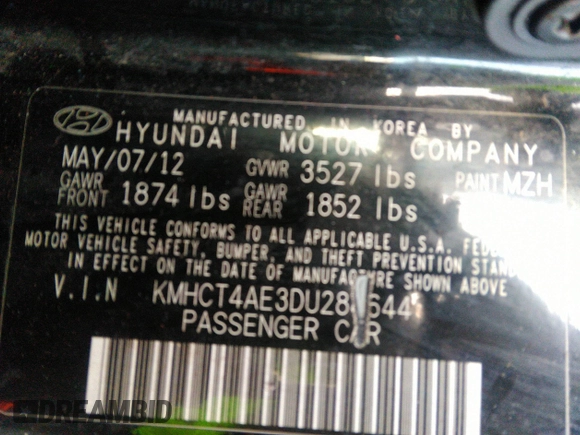 MANUFACTURED IN KOREA BY
HYUNDAI MOTOR COMPANY
MAY/07/12 GVWR 3527 lbs PAINT MZH
GAWR FRONT 1874 lbs GAWR REAR 1852 lbs
THIS VEHICLE CONFORMS TO ALL APPLICABLE U.S.A.
MOTOR VEHICLE SAFETY, BUMPER, AND THEFT PREVENTION
IN EFFECT ON THE DATE OF MANUFACTURE SHOWN ABOVE
V.I.N KMHCT4AE3DU28
PASSENGER CAR
DREAMBID